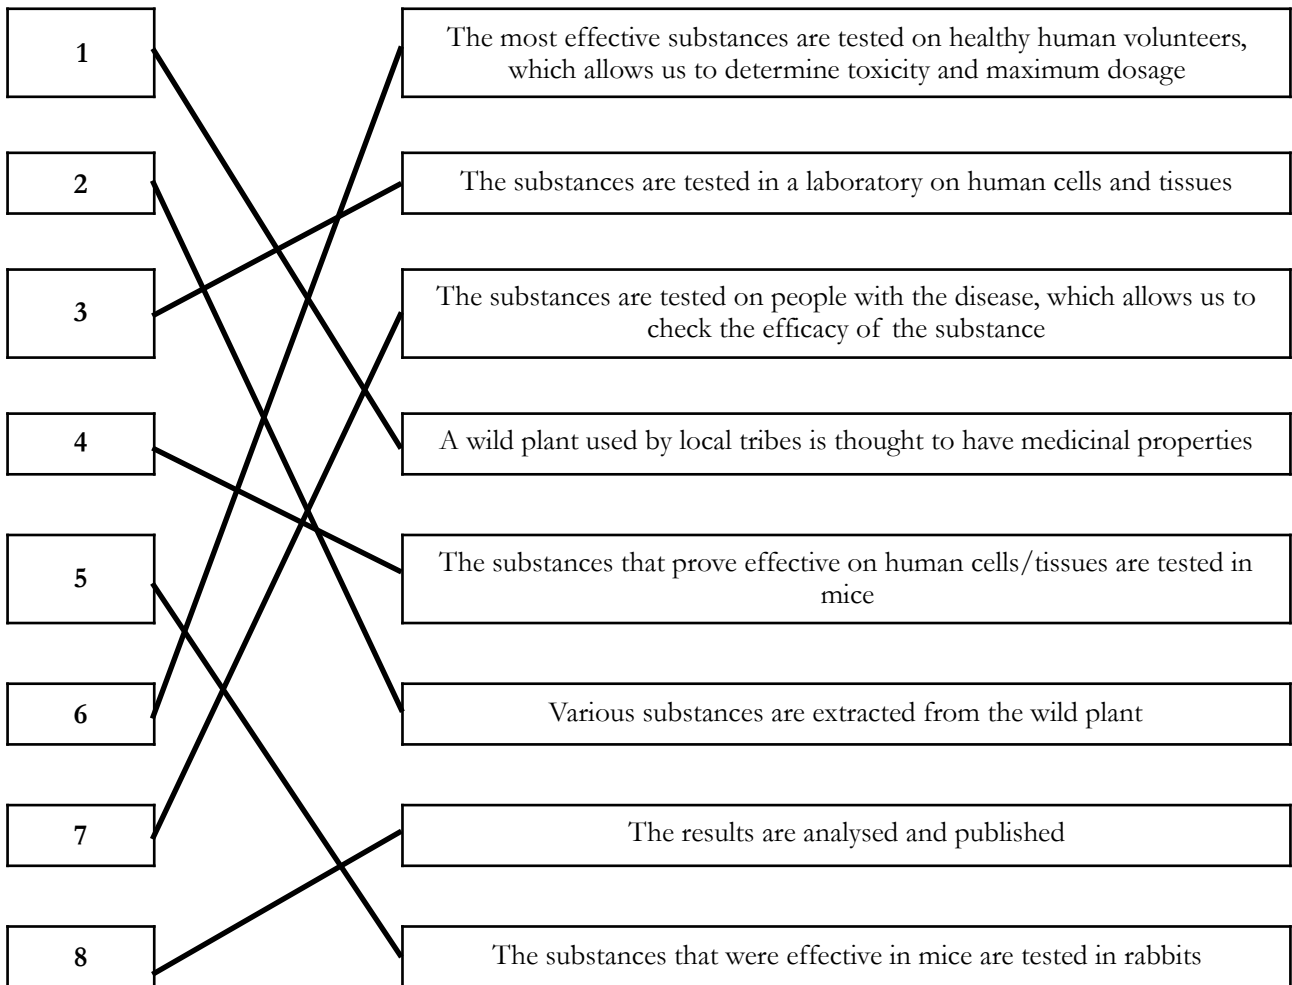 1
The most effective substances are tested on healthy human volunteers,
which allows us to determine toxicity and maximum dosage
2
The substances are tested in a laboratory on human cells and tissues
3
The substances are tested on people with the disease, which allows us to
check the efficacy of the substance
4
A wild plant used by local tribes is thought to have medicinal properties
5
The substances that prove effective on human cells/tissues are tested in
mice
6
Various substances are extracted from the wild plant
7
The results are analysed and published
8
The substances that were effective in mice are tested in rabbits